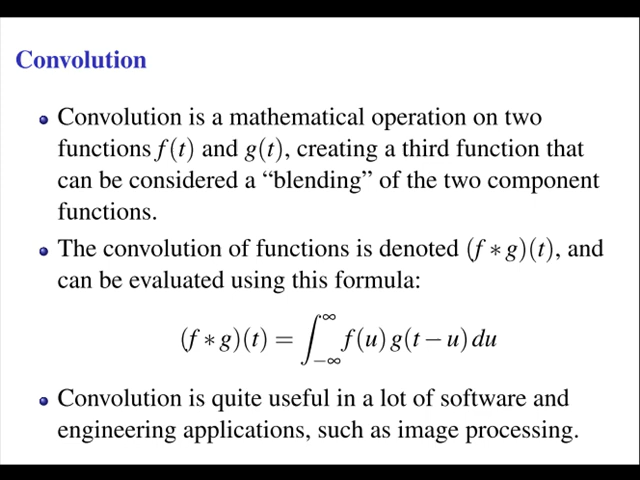 Convolution
Convolution is a mathematical operation on two
functions f(t) and g(t), creating a third function that
can be considered a “blending” of the two component
functions.
The convolution of functions is denoted (f ∗ g)(t), and
can be evaluated using this formula:
(f ∗ g)(t) = ∫_{−∞}^{∞} f(u) g(t − u) du
Convolution is quite useful in a lot of software and
engineering applications, such as image processing.